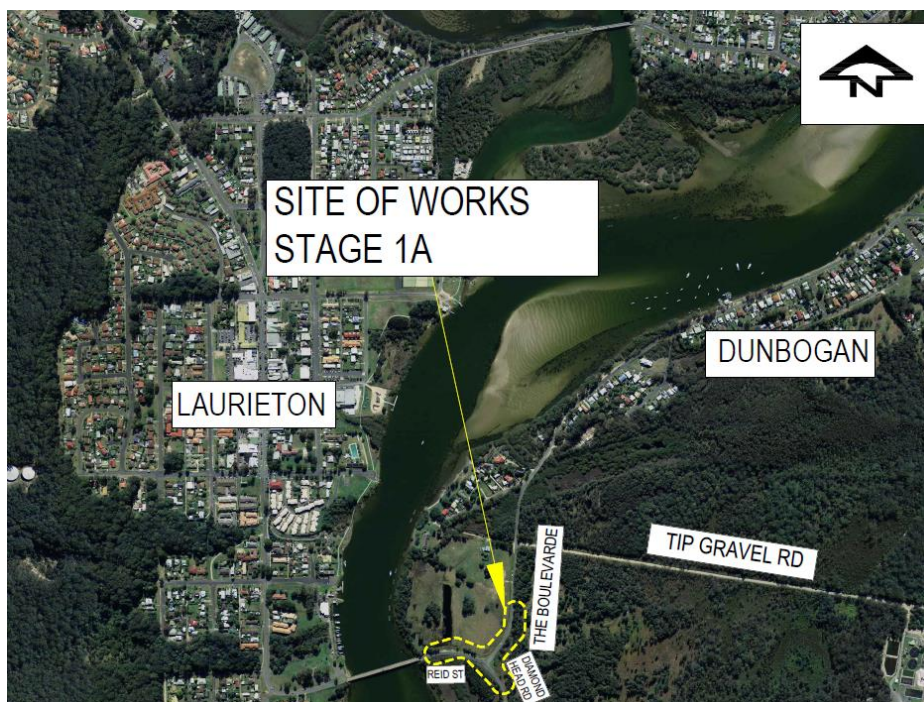 N
SITE OF WORKS
STAGE 1A
DUNBOGAN
LAURIETON
TIP GRAVEL RD
THE BOULEVARDE
DIAMOND
HEAD RD
REID ST